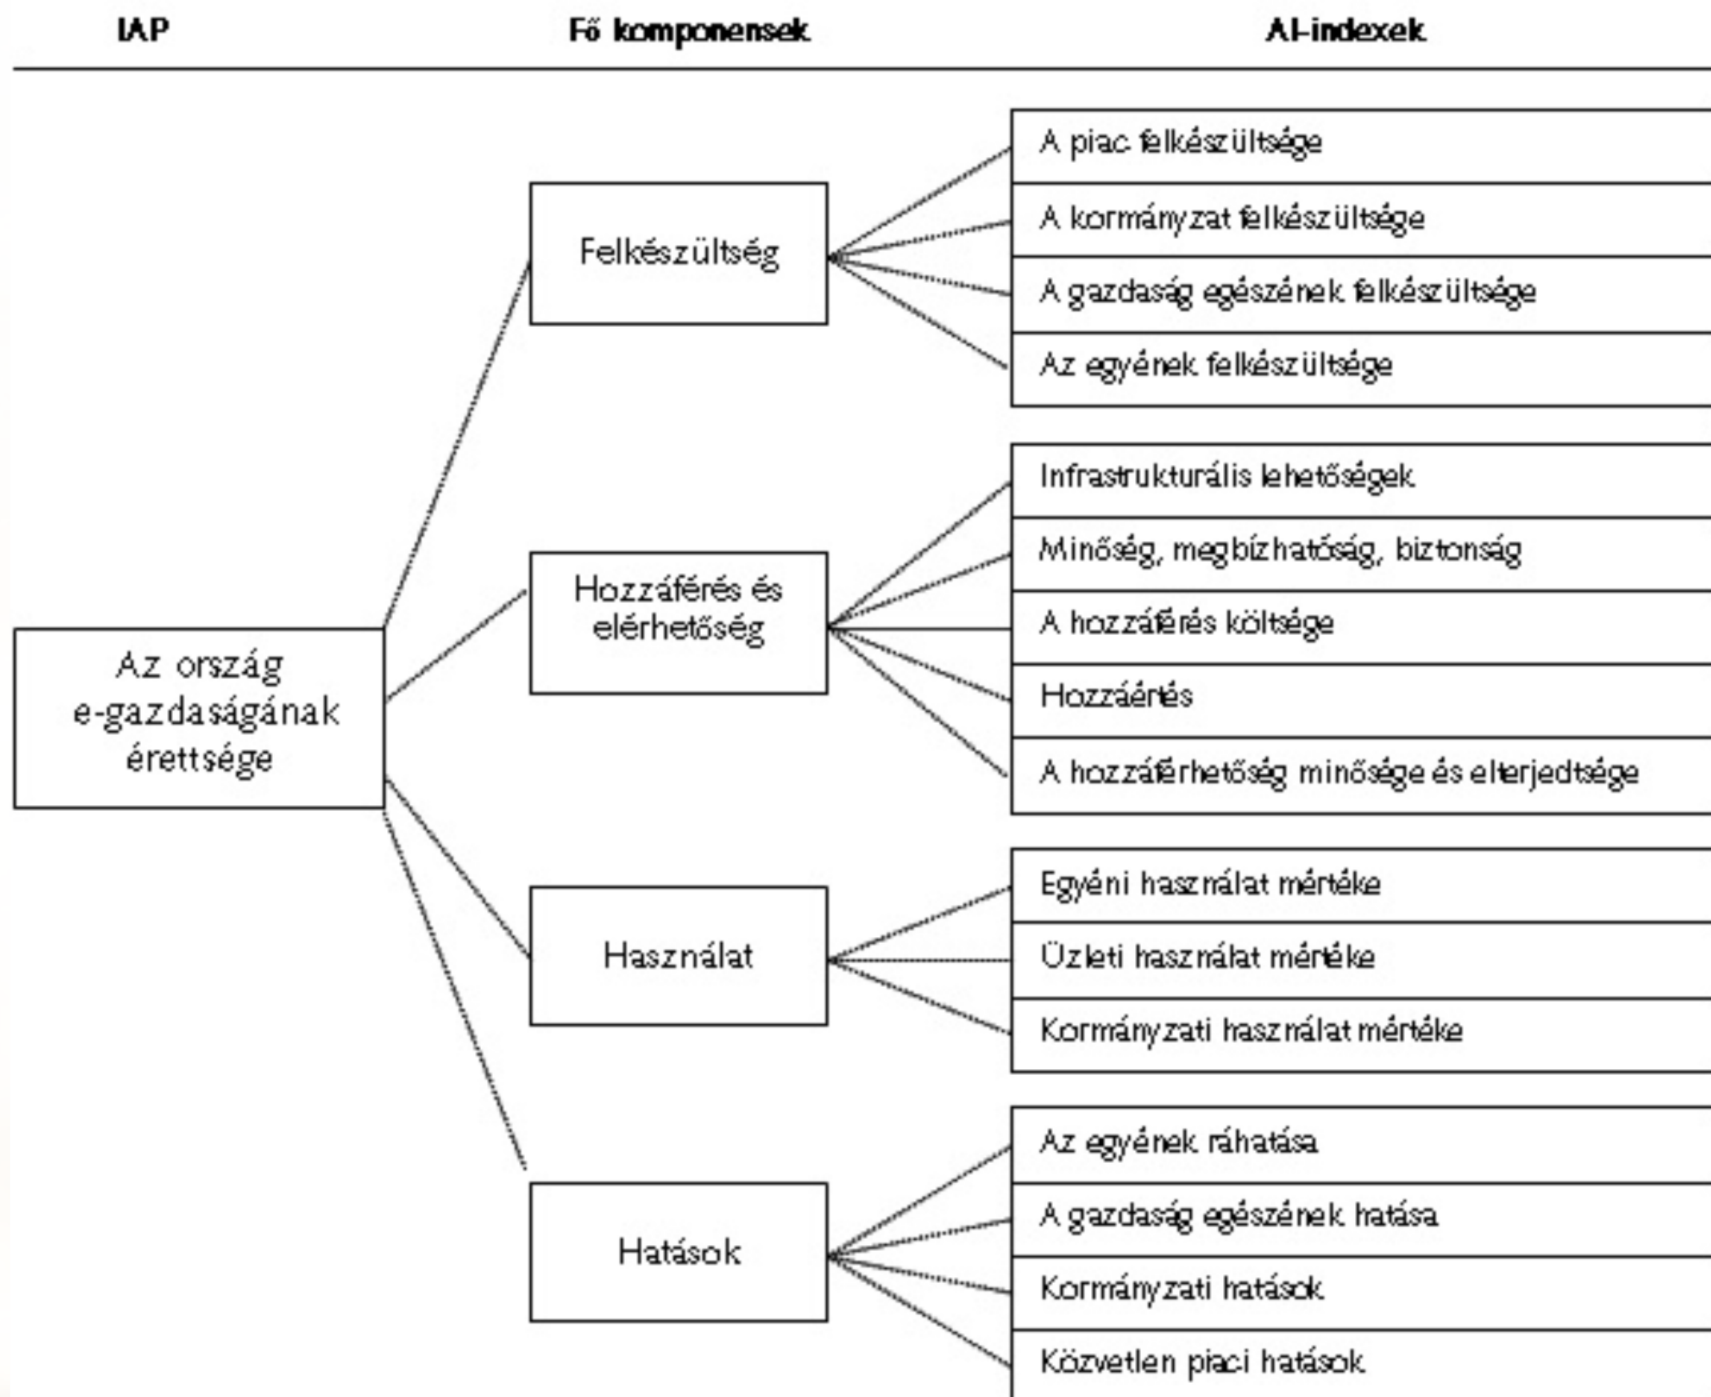 IAP Fő komponensek Al-indexek
Az ország
e-gazdaságának
érettsége
Felkészültség
A piac felkészültsége
A kormányzat felkészültsége
A gazdaság egészének felkészültsége
Az egyének felkészültsége
Hozzáférés és
elérhetőség
Infrastrukturális lehetőségek
Minőség, megbízhatóság, biztonság
A hozzáférés költsége
Hozzáértés
A hozzáférhetőség minősége és elterjedtsége
Használat
Egyéni használat mértéke
Üzleti használat mértéke
Kormányzati használat mértéke
Hatások
Az egyének ráhatása
A gazdaság egészének hatása
Kormányzati hatások
Közvetlen piaci hatások